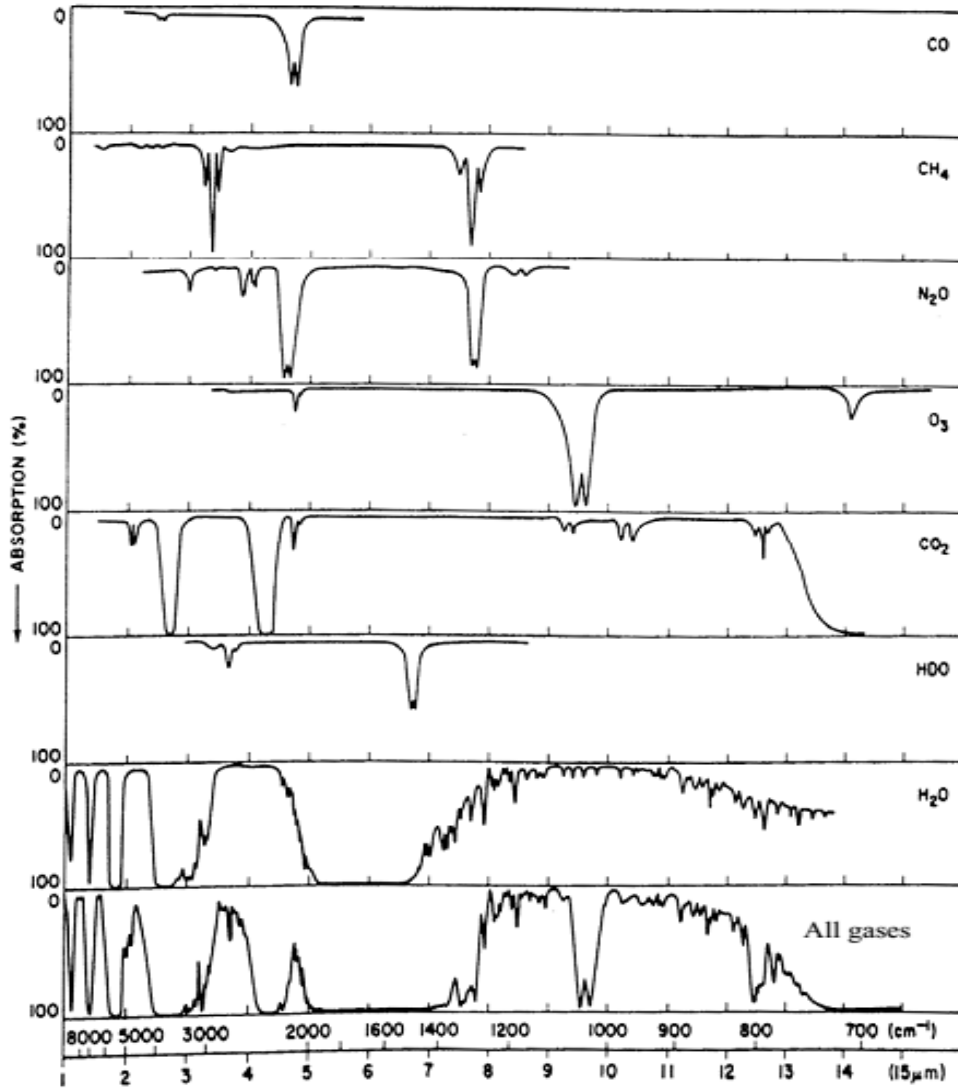 0
CO
100
0
CH4
100
0
N2O
100
0
O3
100
← ABSORPTION (%)
0
CO2
100
0
HDO
100
0
H2O
100
0
All gases
100
8000 5000 3000 2000 1600 1400 1200 1000 900 800 700 (cm⁻¹)
1 2 3 4 5 6 7 8 9 10 11 12 13 14 (15μm)